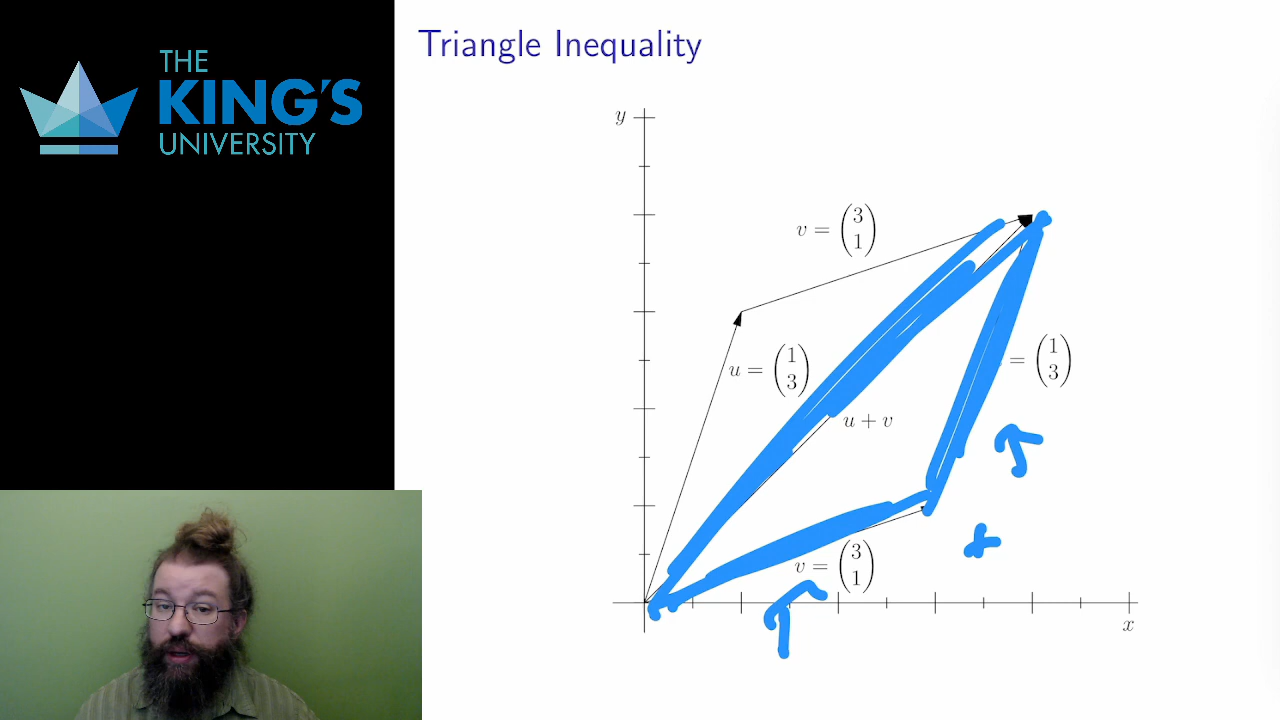 THE
KING'S
UNIVERSITY
Triangle Inequality
y
v = (3
1)
u = (1
3)
= (1
3)
u + v
v = (3
1)
x